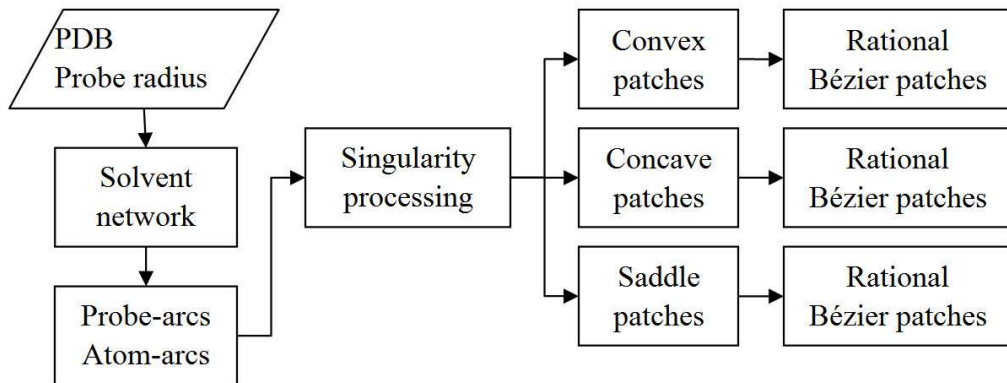 PDB
Probe radius
Solvent
network
Probe-arcs
Atom-arcs
Singularity
processing
Convex
patches
Rational
Bézier patches
Concave
patches
Rational
Bézier patches
Saddle
patches
Rational
Bézier patches